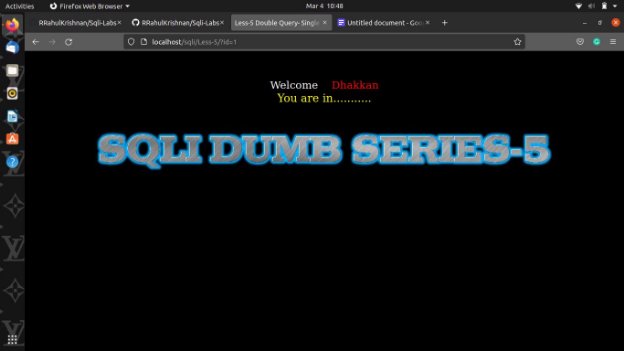 Activities Firefox Web Browser Mar 4 10:48
RRahulKrishnan/Sqli-Labs RRahulKrishnan/Sqli-Labs Less-5 Double Query- Single Untitled document - Goo
localhost/sqli/Less-5/?id=1
Welcome Dhakkan
You are in...........
SQLI DUMB SERIES-5